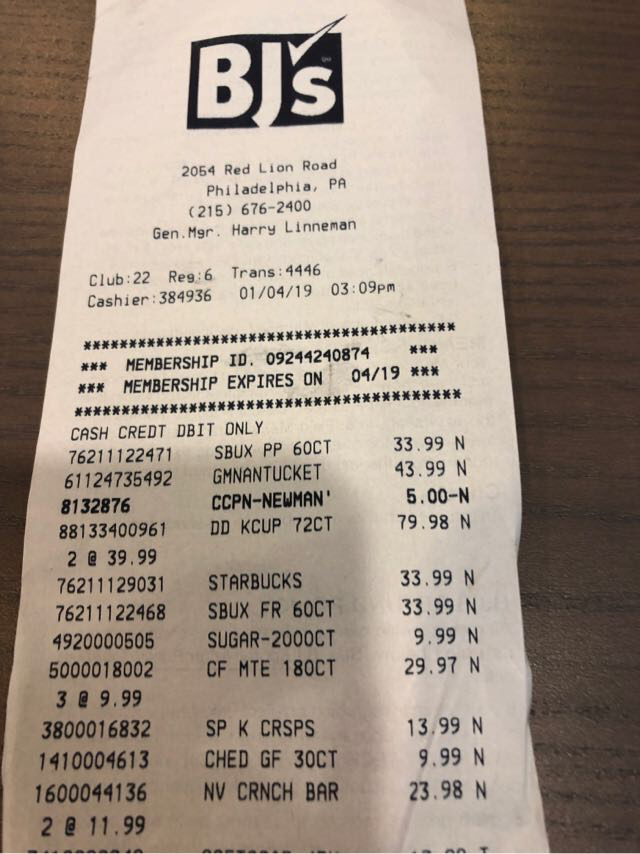 BJ's
2054 Red Lion Road
Philadelphia, PA
(215) 676-2400
Gen.Mgr. Harry Linneman
Club:22 Reg:6 Trans:4446
Cashier:384936 01/04/19 03:09pm
****************************************
*** MEMBERSHIP ID. 09244240874 ***
*** MEMBERSHIP EXPIRES ON 04/19 ***
****************************************
CASH CREDT DBIT ONLY
76211122471 SBUX PP 60CT 33.99 N
61124735492 GMNANTUCKET 43.99 N
8132876 CCPN-NEWMAN' 5.00-N
88133400961 DD KCUP 72CT 79.98 N
2 @ 39.99
76211129031 STARBUCKS 33.99 N
76211122468 SBUX FR 60CT 33.99 N
4920000505 SUGAR-2000CT 9.99 N
5000018002 CF MTE 180CT 29.97 N
3 @ 9.99
3800016832 SP K CRSPS 13.99 N
1410004613 CHED GF 30CT 9.99 N
1600044136 NV CRNCH BAR 23.98 N
2 @ 11.99